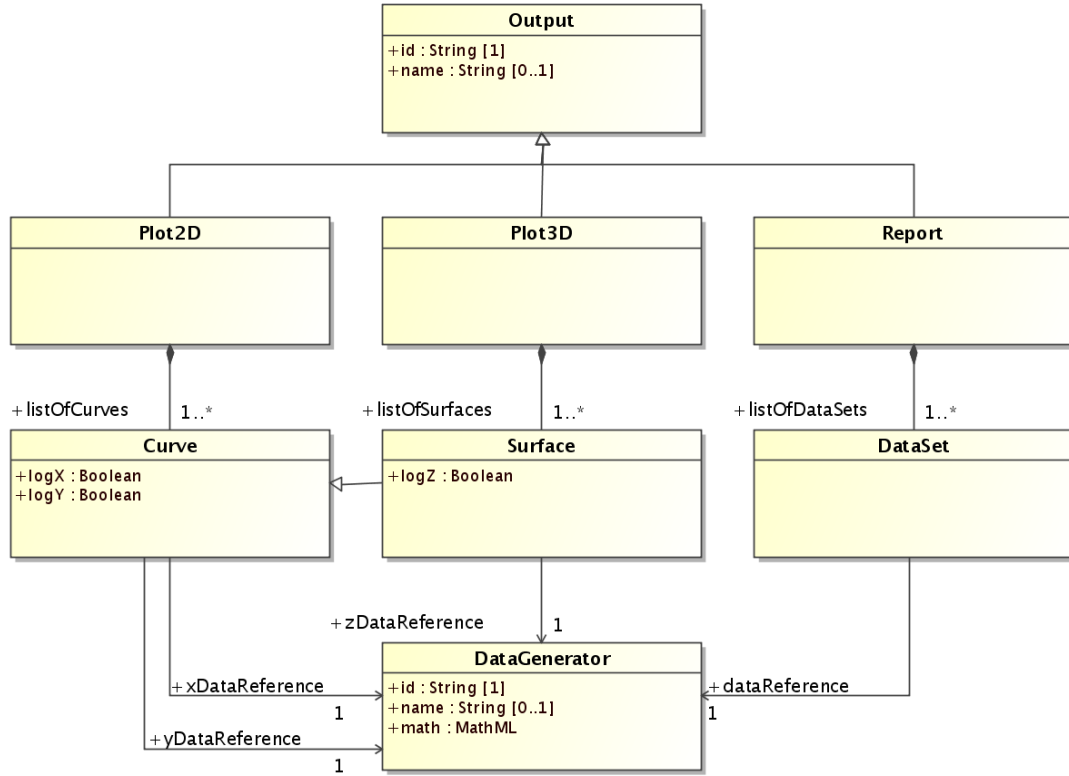 Output
+id : String [1]
+name : String [0..1]
Plot2D
Plot3D
Report
+listOfCurves
1..*
+listOfSurfaces
1..*
+listOfDataSets
1..*
Curve
+logX : Boolean
+logY : Boolean
Surface
+logZ : Boolean
DataSet
+zDataReference
1
DataGenerator
+id : String [1]
+name : String [0..1]
+math : MathML
+xDataReference
1
+yDataReference
1
+dataReference
1